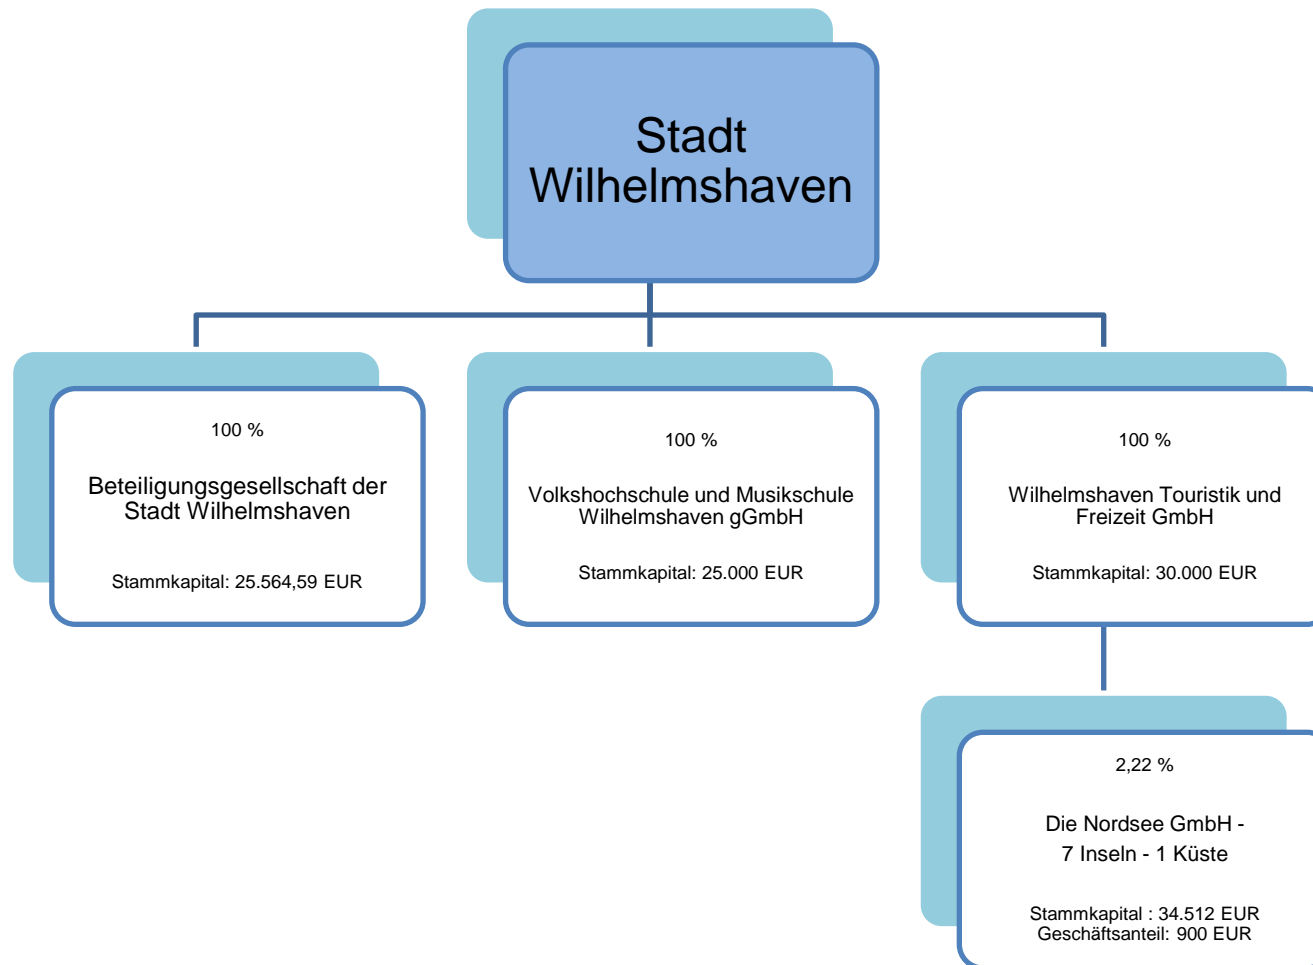 Stadt
Wilhelmshaven
100 %
Beteiligungsgesellschaft der
Stadt Wilhelmshaven
Stammkapital: 25.564,59 EUR
100 %
Volkshochschule und Musikschule
Wilhelmshaven gGmbH
Stammkapital: 25.000 EUR
100 %
Wilhelmshaven Touristik und
Freizeit GmbH
Stammkapital: 30.000 EUR
2,22 %
Die Nordsee GmbH -
7 Inseln - 1 Küste
Stammkapital : 34.512 EUR
Geschäftsanteil: 900 EUR